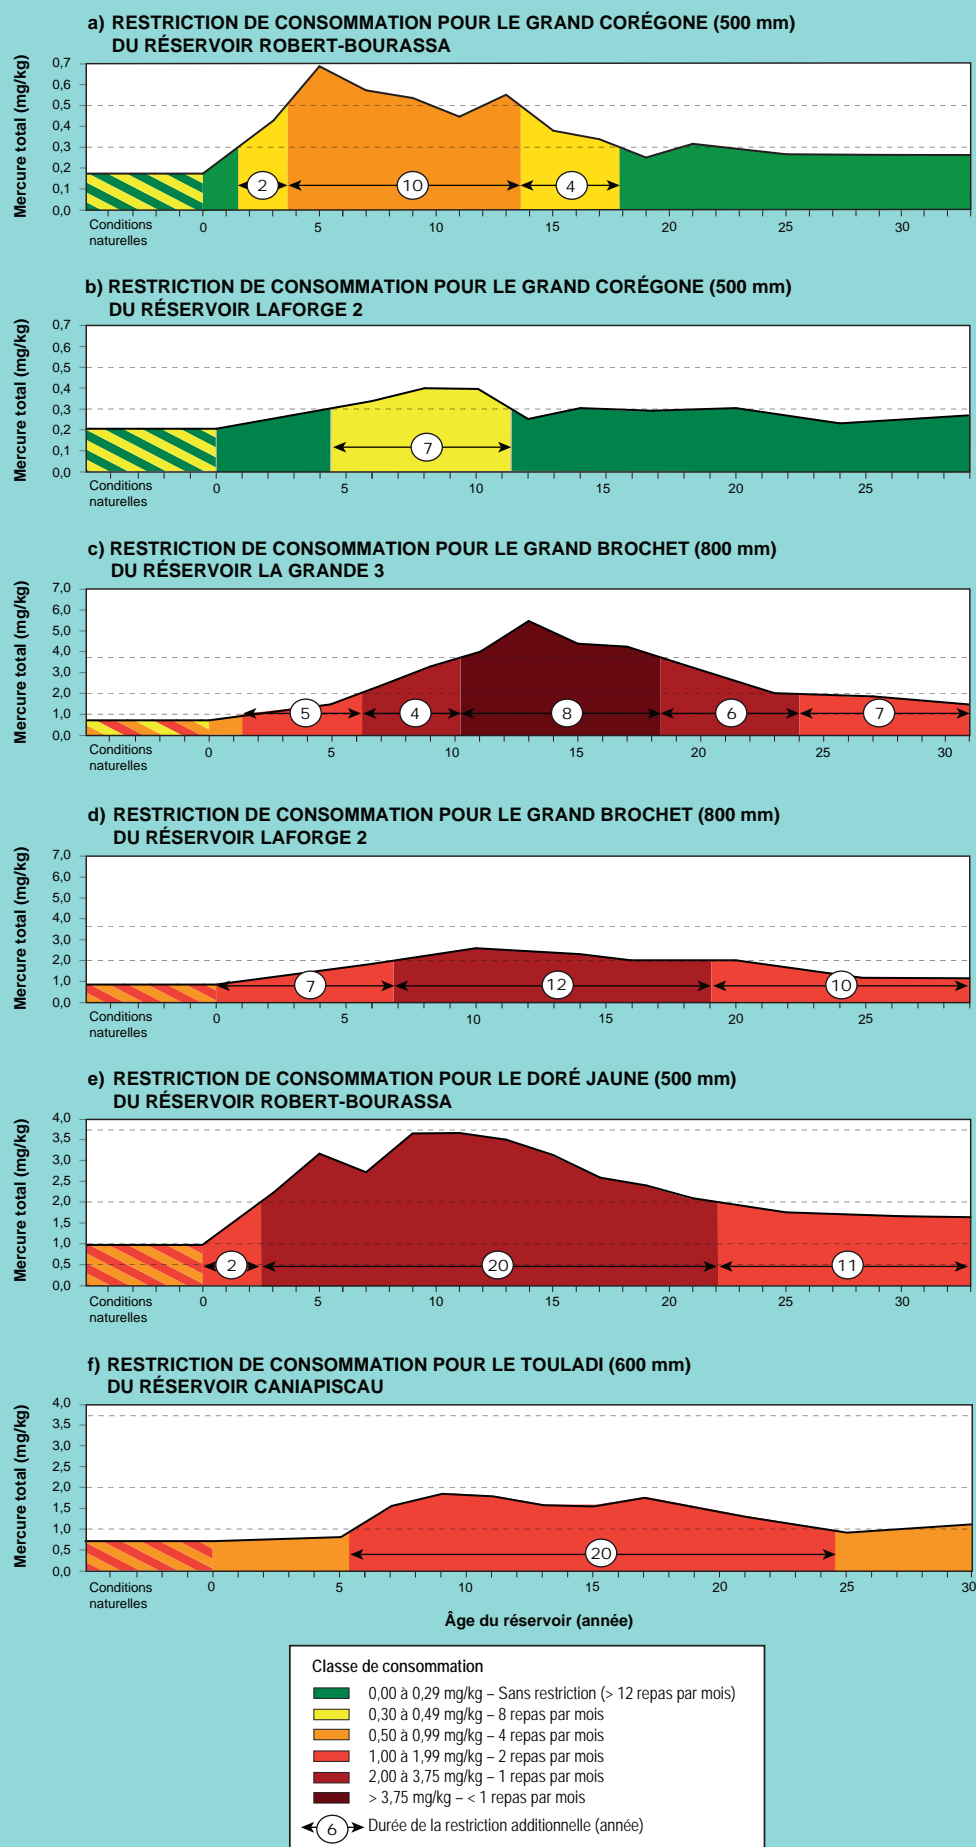 a) RESTRICTION DE CONSOMMATION POUR LE GRAND CORÉGONE (500 mm)
DU RÉSERVOIR ROBERT-BOURASSA
Mercure total (mg/kg)
0,7
0,6
0,5
0,4
0,3
0,2
0,1
0,0
2
10
4
Conditions
naturelles
0 5 10 15 20 25 30
b) RESTRICTION DE CONSOMMATION POUR LE GRAND CORÉGONE (500 mm)
DU RÉSERVOIR LAFORGE 2
Mercure total (mg/kg)
0,7
0,6
0,5
0,4
0,3
0,2
0,1
0,0
7
Conditions
naturelles
0 5 10 15 20 25
c) RESTRICTION DE CONSOMMATION POUR LE GRAND BROCHET (800 mm)
DU RÉSERVOIR LA GRANDE 3
Mercure total (mg/kg)
7,0
6,0
5,0
4,0
3,0
2,0
1,0
0,0
5
4
8
6
7
Conditions
naturelles
0 5 10 15 20 25 30
d) RESTRICTION DE CONSOMMATION POUR LE GRAND BROCHET (800 mm)
DU RÉSERVOIR LAFORGE 2
Mercure total (mg/kg)
7,0
6,0
5,0
4,0
3,0
2,0
1,0
0,0
7
12
10
Conditions
naturelles
0 5 10 15 20 25
e) RESTRICTION DE CONSOMMATION POUR LE DORÉ JAUNE (500 mm)
DU RÉSERVOIR ROBERT-BOURASSA
Mercure total (mg/kg)
4,0
3,5
3,0
2,5
2,0
1,5
1,0
0,5
0,0
2
20
11
Conditions
naturelles
0 5 10 15 20 25 30
f) RESTRICTION DE CONSOMMATION POUR LE TOULADI (600 mm)
DU RÉSERVOIR CANIAPISCAU
Mercure total (mg/kg)
4,0
3,5
3,0
2,5
2,0
1,5
1,0
0,5
0,0
20
Conditions
naturelles
0 5 10 15 20 25 30
Âge du réservoir (année)
Classe de consommation
0,00 à 0,29 mg/kg – Sans restriction (> 12 repas par mois)
0,30 à 0,49 mg/kg – 8 repas par mois
0,50 à 0,99 mg/kg – 4 repas par mois
1,00 à 1,99 mg/kg – 2 repas par mois
2,00 à 3,75 mg/kg – 1 repas par mois
> 3,75 mg/kg – < 1 repas par mois
6 Durée de la restriction additionnelle (année)